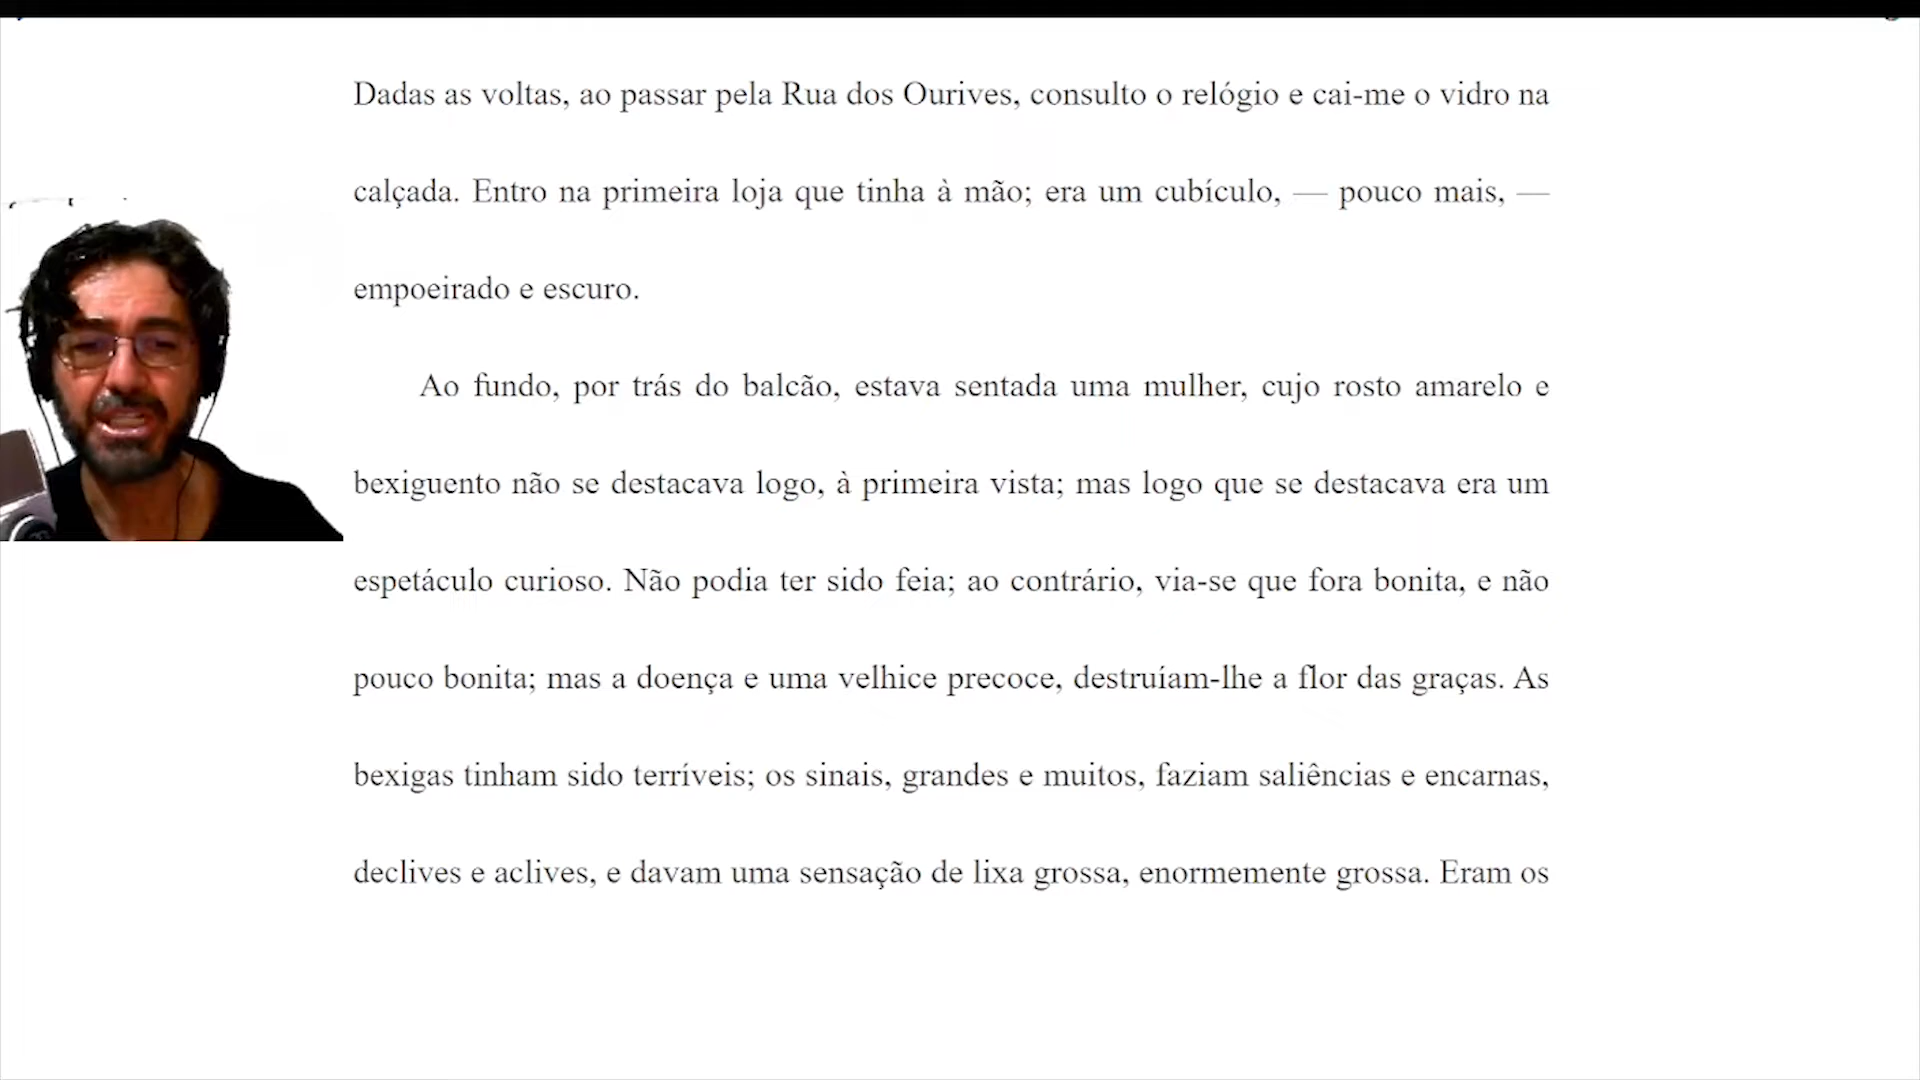 Dadas as voltas, ao passar pela Rua dos Ourives, consulto o relógio e cai-me o vidro na
calçada. Entro na primeira loja que tinha à mão; era um cubículo, — pouco mais, —
empoeirado e escuro.
Ao fundo, por trás do balcão, estava sentada uma mulher, cujo rosto amarelo e
bexiguento não se destacava logo, à primeira vista; mas logo que se destacava era um
espetáculo curioso. Não podia ter sido feia; ao contrário, via-se que fora bonita, e não
pouco bonita; mas a doença e uma velhice precoce, destruíam-lhe a flor das graças. As
bexigas tinham sido terríveis; os sinais, grandes e muitos, faziam saliências e encarnas,
declives e aclives, e davam uma sensação de lixa grossa, enormemente grossa. Eram os